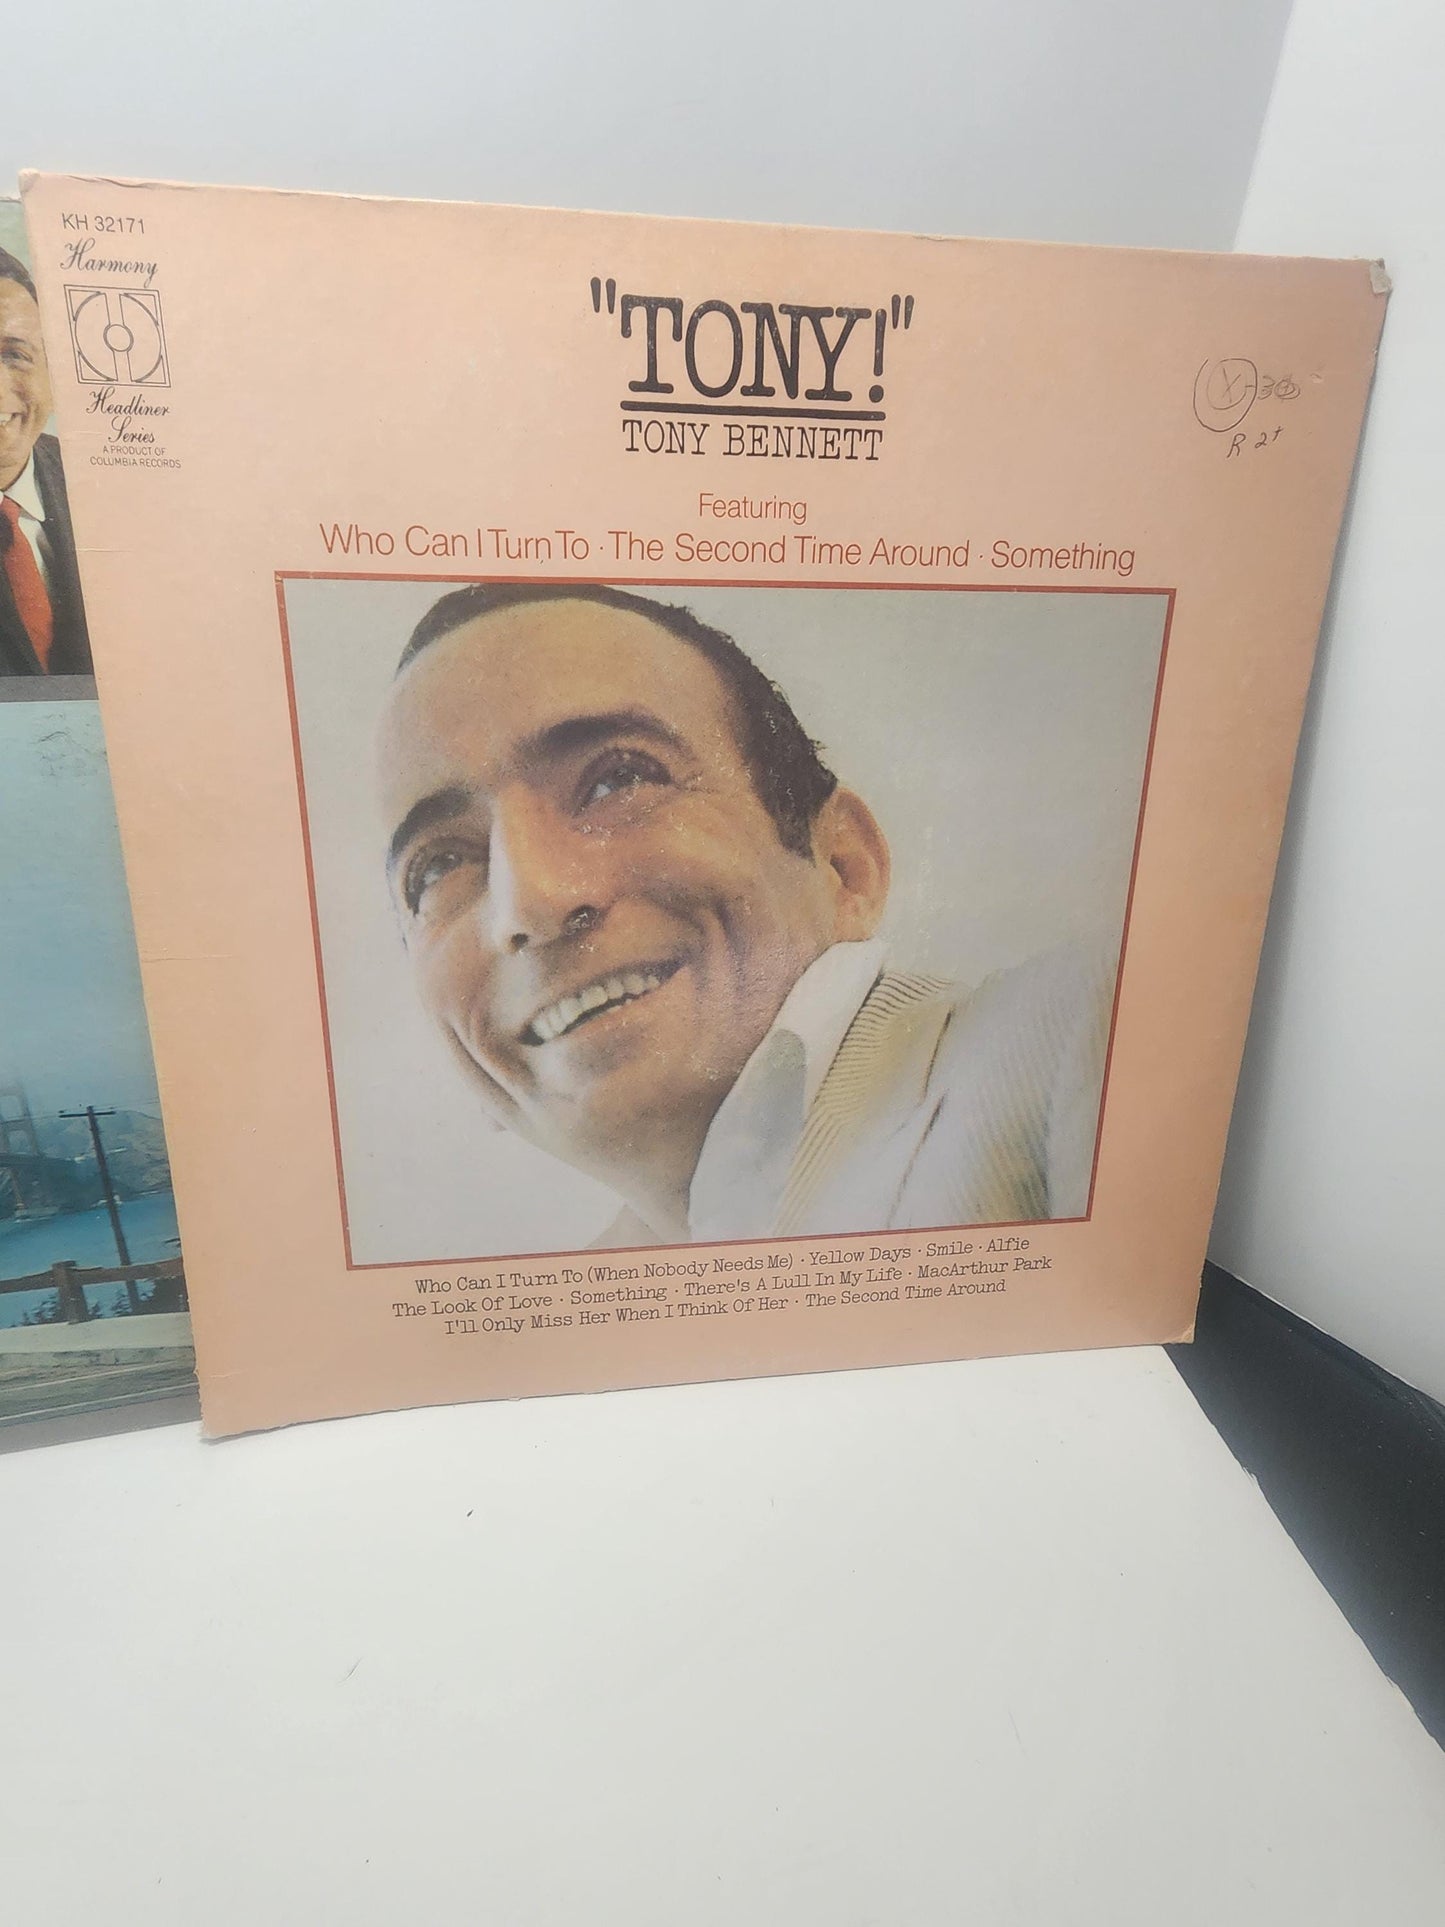 KH 32171
Harmony
Headliner
Series
A PRODUCT OF
COLUMBIA RECORDS
"TONY!"
TONY BENNETT
R 2+
Featuring
Who Can I Turn To · The Second Time Around · Something
Who Can I Turn To (When Nobody Needs Me) · Yellow Days · Smile · Alfie
The Look Of Love · Something · There's A Lull In My Life · MacArthur Park
I'll Only Miss Her When I Think Of Her · The Second Time Around